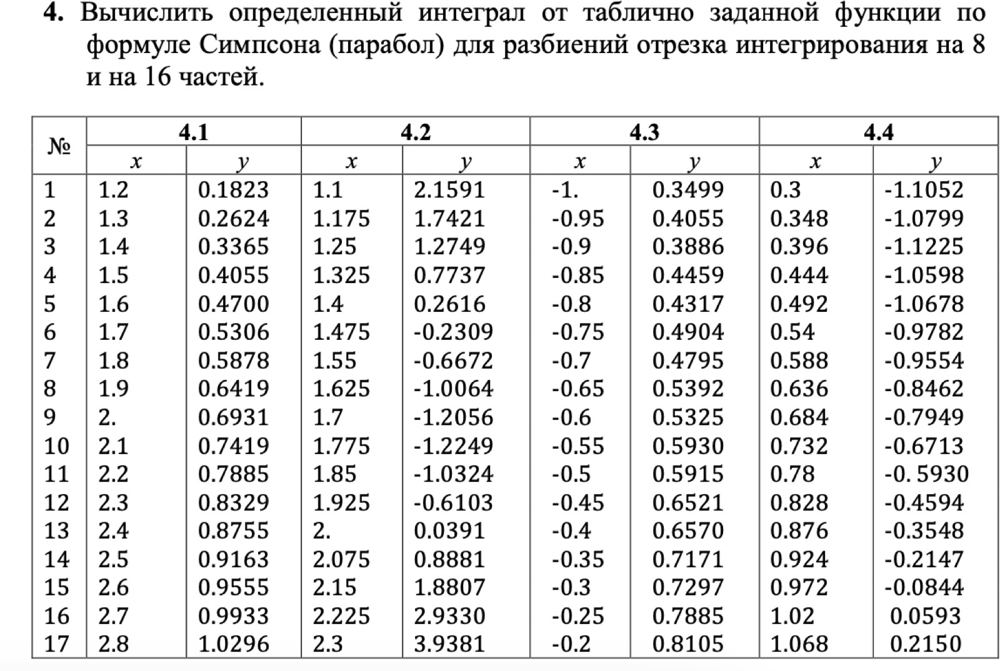 4. Вычислить определенный интеграл от таблично заданной функции по
формуле Симпсона (парабол) для разбиений отрезка интегрирования на 8
и на 16 частей.
№ 4.1 4.2 4.3 4.4
x y x y x y x y
1 1.2 0.1823 1.1 2.1591 -1. 0.3499 0.3 -1.1052
2 1.3 0.2624 1.175 1.7421 -0.95 0.4055 0.348 -1.0799
3 1.4 0.3365 1.25 1.2749 -0.9 0.3886 0.396 -1.1225
4 1.5 0.4055 1.325 0.7737 -0.85 0.4459 0.444 -1.0598
5 1.6 0.4700 1.4 0.2616 -0.8 0.4317 0.492 -1.0678
6 1.7 0.5306 1.475 -0.2309 -0.75 0.4904 0.54 -0.9782
7 1.8 0.5878 1.55 -0.6672 -0.7 0.4795 0.588 -0.9554
8 1.9 0.6419 1.625 -1.0064 -0.65 0.5392 0.636 -0.8462
9 2. 0.6931 1.7 -1.2056 -0.6 0.5325 0.684 -0.7949
10 2.1 0.7419 1.775 -1.2249 -0.55 0.5930 0.732 -0.6713
11 2.2 0.7885 1.85 -1.0324 -0.5 0.5915 0.78 -0. 5930
12 2.3 0.8329 1.925 -0.6103 -0.45 0.6521 0.828 -0.4594
13 2.4 0.8755 2. 0.0391 -0.4 0.6570 0.876 -0.3548
14 2.5 0.9163 2.075 0.8881 -0.35 0.7171 0.924 -0.2147
15 2.6 0.9555 2.15 1.8807 -0.3 0.7297 0.972 -0.0844
16 2.7 0.9933 2.225 2.9330 -0.25 0.7885 1.02 0.0593
17 2.8 1.0296 2.3 3.9381 -0.2 0.8105 1.068 0.2150